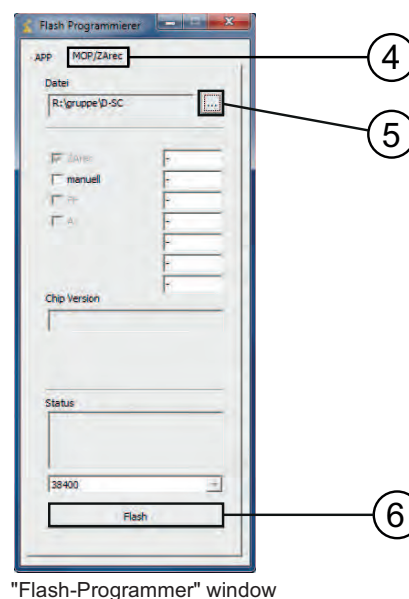 Flash Programmierer
APP MOP/ZArec
4
Datei
R:\gruppe\D-SC
...
5
ZArec -
manuell -
FF -
-
-
-
-
Chip Version
Status
38400
Flash
6
"Flash-Programmer" window